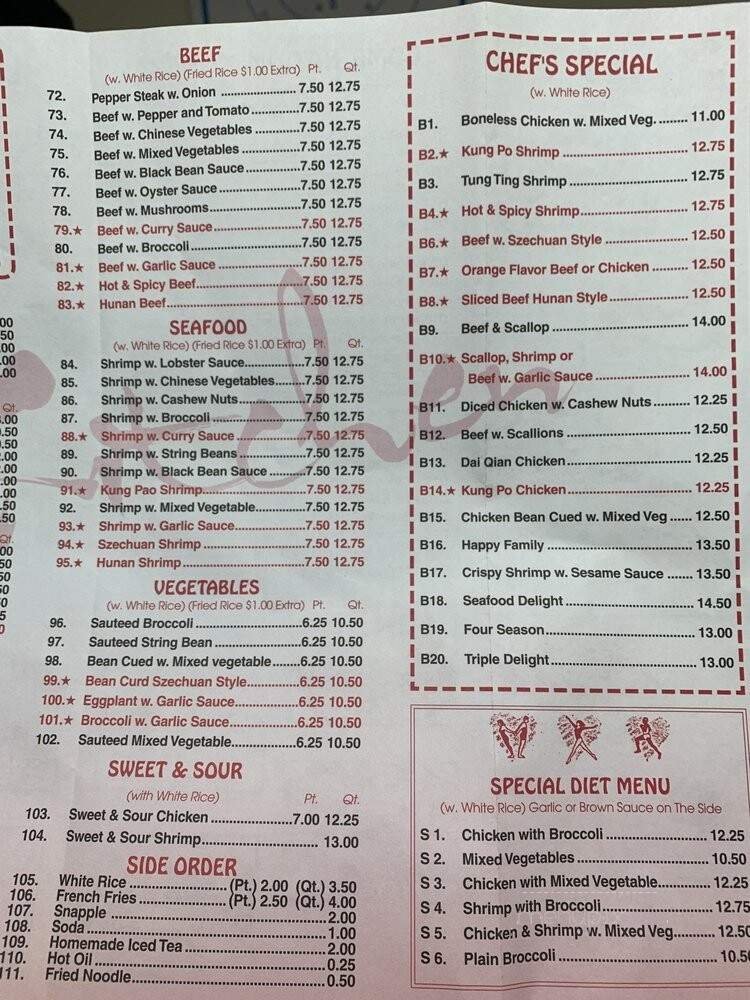 BEEF
(w. White Rice) (Fried Rice $1.00 Extra) Pt. Qt.
72. Pepper Steak w. Onion ........................ 7.50 12.75
73. Beef w. Pepper and Tomato..............7.50 12.75
74. Beef w. Chinese Vegetables .............7.50 12.75
75. Beef w. Mixed Vegetables .................7.50 12.75
76. Beef w. Black Bean Sauce................7.50 12.75
77. Beef w. Oyster Sauce .......................7.50 12.75
78. Beef w. Mushrooms..........................7.50 12.75
79.★ Beef w. Curry Sauce.........................7.50 12.75
80. Beef w. Broccoli................................7.50 12.75
81.★ Beef w. Garlic Sauce ........................7.50 12.75
82.★ Hot & Spicy Beef...............................7.50 12.75
83.★ Hunan Beef.......................................7.50 12.75
SEAFOOD
(w. White Rice) (Fried Rice $1.00 Extra) Pt. Qt.
84. Shrimp w. Lobster Sauce.................7.50 12.75
85. Shrimp w. Chinese Vegetables.........7.50 12.75
86. Shrimp w. Cashew Nuts...................7.50 12.75
87. Shrimp w. Broccoli ..........................7.50 12.75
88.★ Shrimp w. Curry Sauce ...................7.50 12.75
89. Shrimp w. String Beans ..................7.50 12.75
90. Shrimp w. Black Bean Sauce ..........7.50 12.75
91.★ Kung Pao Shrimp.............................7.50 12.75
92. Shrimp w. Mixed Vegetable..............7.50 12.75
93.★ Shrimp w. Garlic Sauce...................7.50 12.75
94.★ Szechuan Shrimp ............................7.50 12.75
95.★ Hunan Shrimp..................................7.50 12.75
VEGETABLES
(w. White Rice) (Fried Rice $1.00 Extra) Pt. Qt.
96. Sauteed Broccoli .............................6.25 10.50
97. Sauteed String Bean ........................6.25 10.50
98. Bean Cued w. Mixed vegetable........6.25 10.50
99.★ Bean Curd Szechuan Style..............6.25 10.50
100.★ Eggplant w. Garlic Sauce................6.25 10.50
101.★ Broccoli w. Garlic Sauce.................6.25 10.50
102. Sauteed Mixed Vegetable................6.25 10.50
SWEET & SOUR
(with White Rice) Pt. Qt.
103. Sweet & Sour Chicken .....................7.00 12.25
104. Sweet & Sour Shrimp............................. 13.00
SIDE ORDER
105. White Rice ........................(Pt.) 2.00 (Qt.) 3.50
106. French Fries ......................(Pt.) 2.50 (Qt.) 4.00
107. Snapple ..................................................2.00
108. Soda........................................................1.00
109. Homemade Iced Tea ................................2.00
110. Hot Oil .....................................................0.25
111. Fried Noodle............................................0.50
CHEF'S SPECIAL
(w. White Rice)
B1. Boneless Chicken w. Mixed Veg. ........ 11.00
B2.★ Kung Po Shrimp ................................ 12.75
B3. Tung Ting Shrimp .............................. 12.75
B4.★ Hot & Spicy Shrimp............................ 12.75
B6.★ Beef w. Szechuan Style ..................... 12.50
B7.★ Orange Flavor Beef or Chicken .......... 12.50
B8.★ Sliced Beef Hunan Style..................... 12.50
B9. Beef & Scallop ................................... 14.00
B10.★ Scallop, Shrimp or
Beef w. Garlic Sauce ......................... 14.00
B11. Diced Chicken w. Cashew Nuts .......... 12.25
B12. Beef w. Scallions ............................... 12.50
B13. Dai Qian Chicken................................ 12.25
B14.★ Kung Po Chicken................................ 12.25
B15. Chicken Bean Cued w. Mixed Veg ...... 12.50
B16. Happy Family ..................................... 13.50
B17. Crispy Shrimp w. Sesame Sauce ....... 13.50
B18. Seafood Delight .................................. 14.50
B19. Four Season........................................ 13.00
B20. Triple Delight....................................... 13.00
SPECIAL DIET MENU
(w. White Rice) Garlic or Brown Sauce on The Side
S 1. Chicken with Broccoli ......................... 12.25
S 2. Mixed Vegetables ............................... 10.50
S 3. Chicken with Mixed Vegetable............. 12.25
S 4. Shrimp with Broccoli........................... 12.75
S 5. Chicken & Shrimp w. Mixed Veg.......... 12.50
S 6. Plain Broccoli ..................................... 10.50